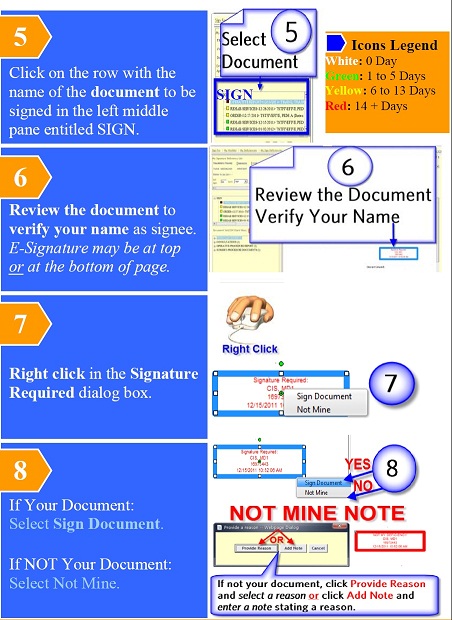 5
Click on the row with the
name of the document to be
signed in the left middle
pane entitled SIGN.
Select
Document
5
SIGN
Icons Legend
White: 0 Day
Green: 1 to 5 Days
Yellow: 6 to 13 Days
Red: 14 + Days
6
Review the document to
verify your name as signee.
E-Signature may be at top
or at the bottom of page.
6
Review the Document
Verify Your Name
7
Right click in the Signature
Required dialog box.
Right Click
Signature Required:
CIS, MD1
12/15/2011
Sign Document
Not Mine
7
8
If Your Document:
Select Sign Document.
If NOT Your Document:
Select Not Mine.
Signature Required:
CIS, MD1
12/15/2011 10:32:06 AM
Sign Document
Not Mine
YES
NO
8
NOT MINE NOTE
Provide a reason -- Webpage Dialog
OR
Provide Reason
Add Note
Cancel
If not your document, click Provide Reason
and select a reason or click Add Note and
enter a note stating a reason.